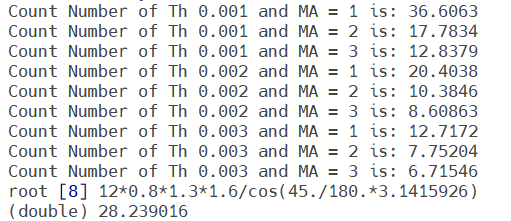 Count Number of Th 0.001 and MA = 1 is: 36.6063
Count Number of Th 0.001 and MA = 2 is: 17.7834
Count Number of Th 0.001 and MA = 3 is: 12.8379
Count Number of Th 0.002 and MA = 1 is: 20.4038
Count Number of Th 0.002 and MA = 2 is: 10.3846
Count Number of Th 0.002 and MA = 3 is: 8.60863
Count Number of Th 0.003 and MA = 1 is: 12.7172
Count Number of Th 0.003 and MA = 2 is: 7.75204
Count Number of Th 0.003 and MA = 3 is: 6.71546
root [8] 12*0.8*1.3*1.6/cos(45./180.*3.1415926)
(double) 28.239016